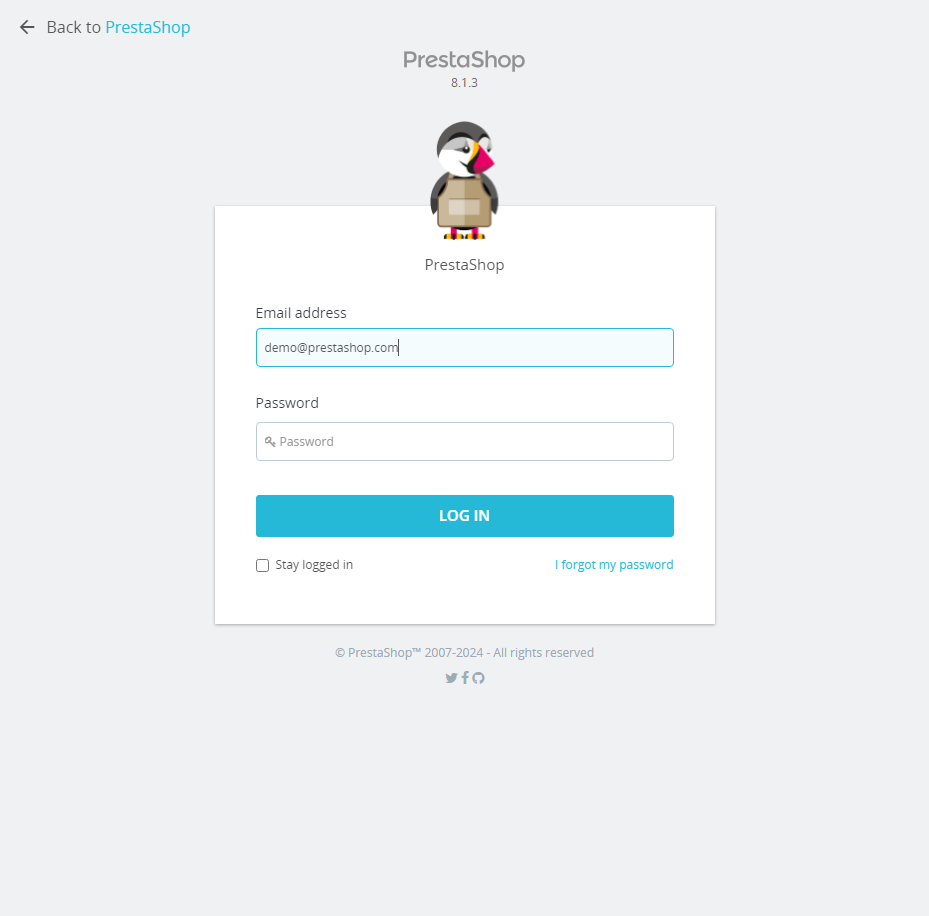 Back to PrestaShop
PrestaShop
8.1.3
PrestaShop
Email address
demo@prestashop.com
Password
Password
LOG IN
Stay logged in
I forgot my password
© PrestaShop™ 2007-2024 - All rights reserved